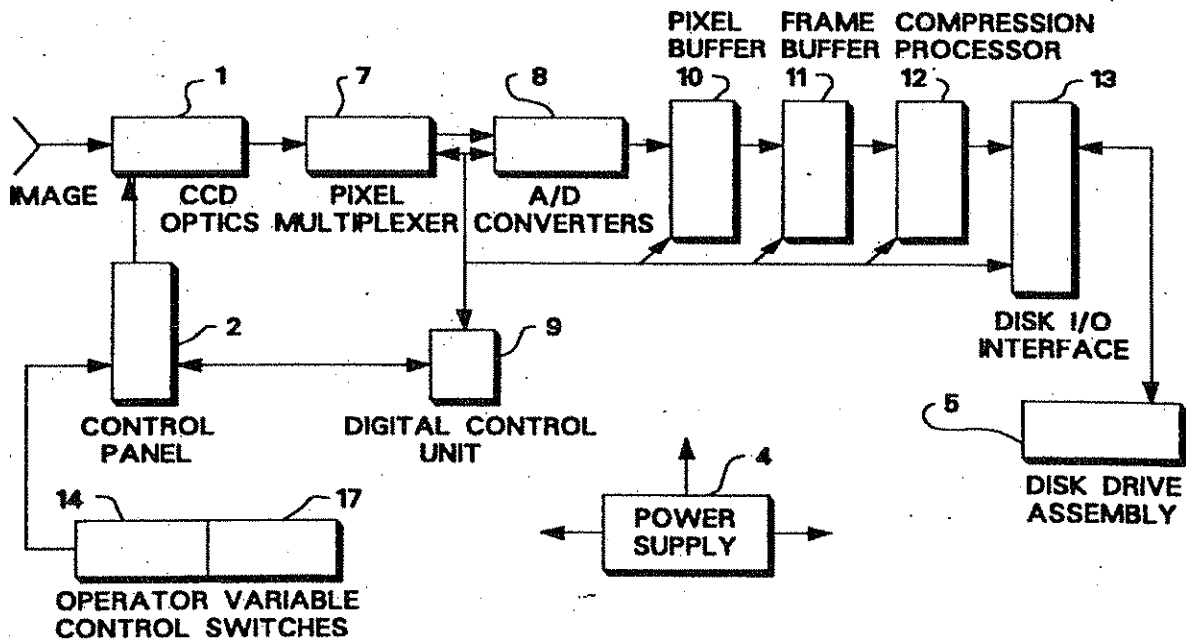 PIXEL FRAME COMPRESSION
BUFFER BUFFER PROCESSOR
1
7
8
10
11
12
13
IMAGE
CCD
OPTICS
PIXEL
MULTIPLEXER
A/D
CONVERTERS
2
9
DISK I/O
INTERFACE
CONTROL
PANEL
DIGITAL CONTROL
UNIT
5
DISK DRIVE
ASSEMBLY
14
17
4
POWER
SUPPLY
OPERATOR VARIABLE
CONTROL SWITCHES